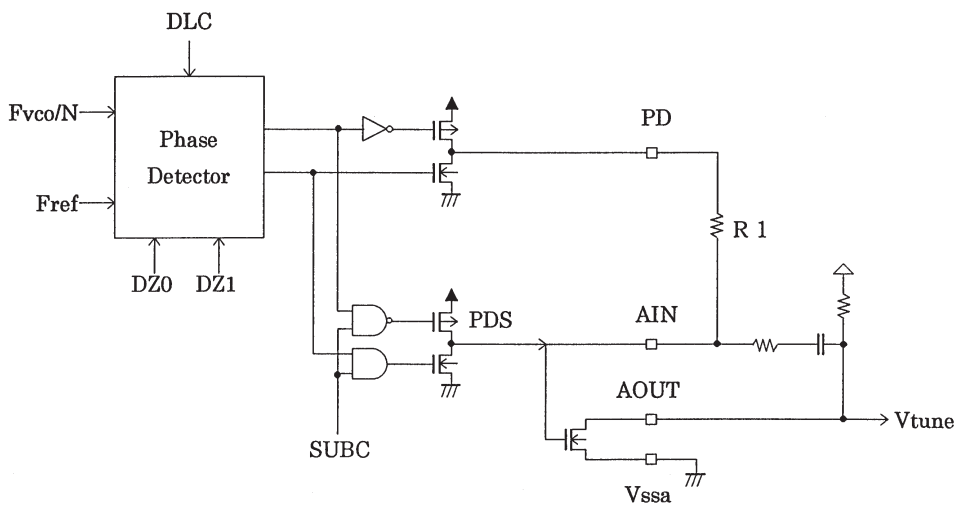 DLC
Fvco/N
Phase
Detector
Fref
DZ0
DZ1
PD
R 1
PDS
AIN
AOUT
Vtune
SUBC
Vssa